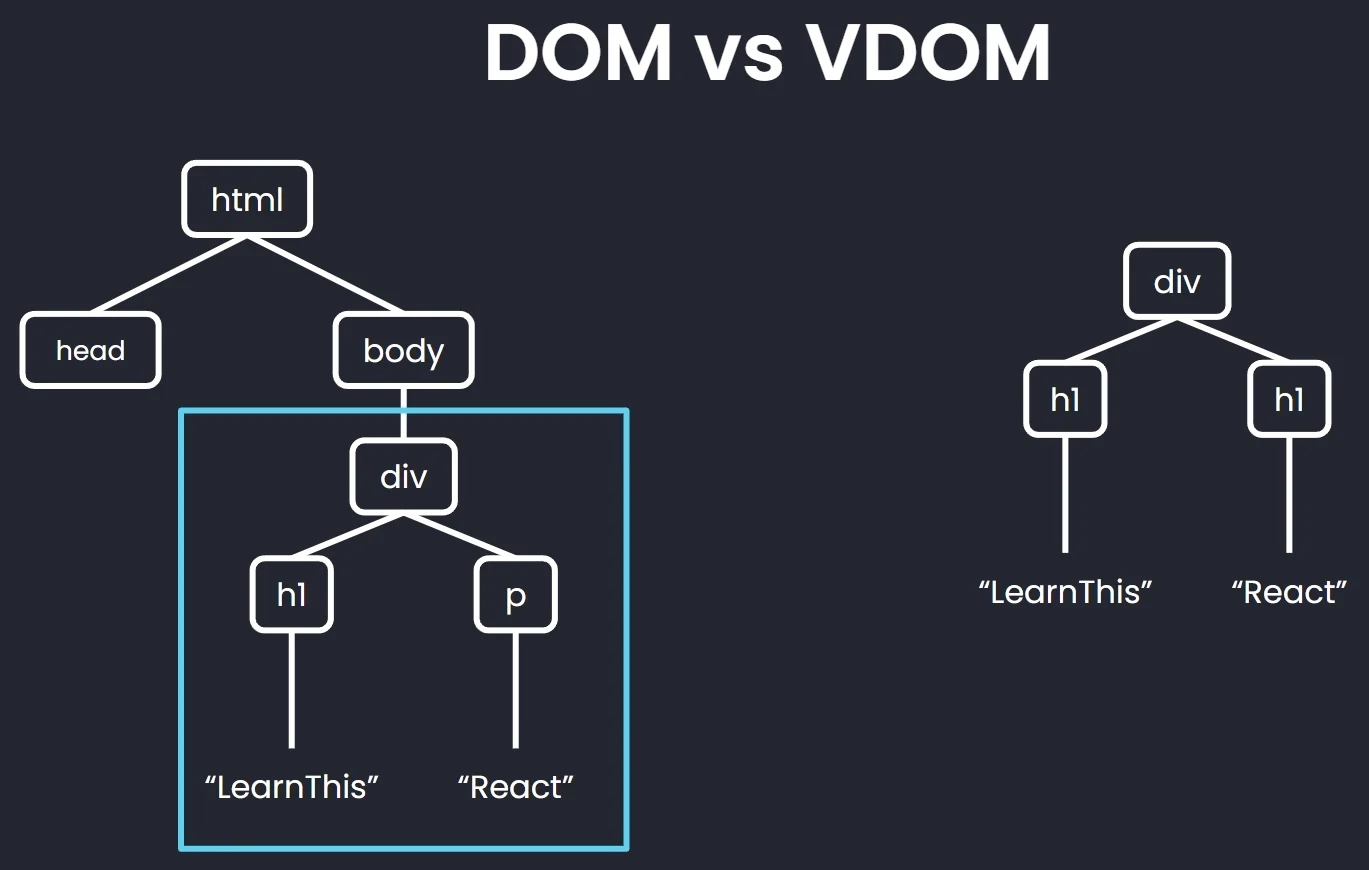 DOM vs VDOM
html
head
body
div
h1
p
“LearnThis”
“React”
div
h1
h1
“LearnThis”
“React”